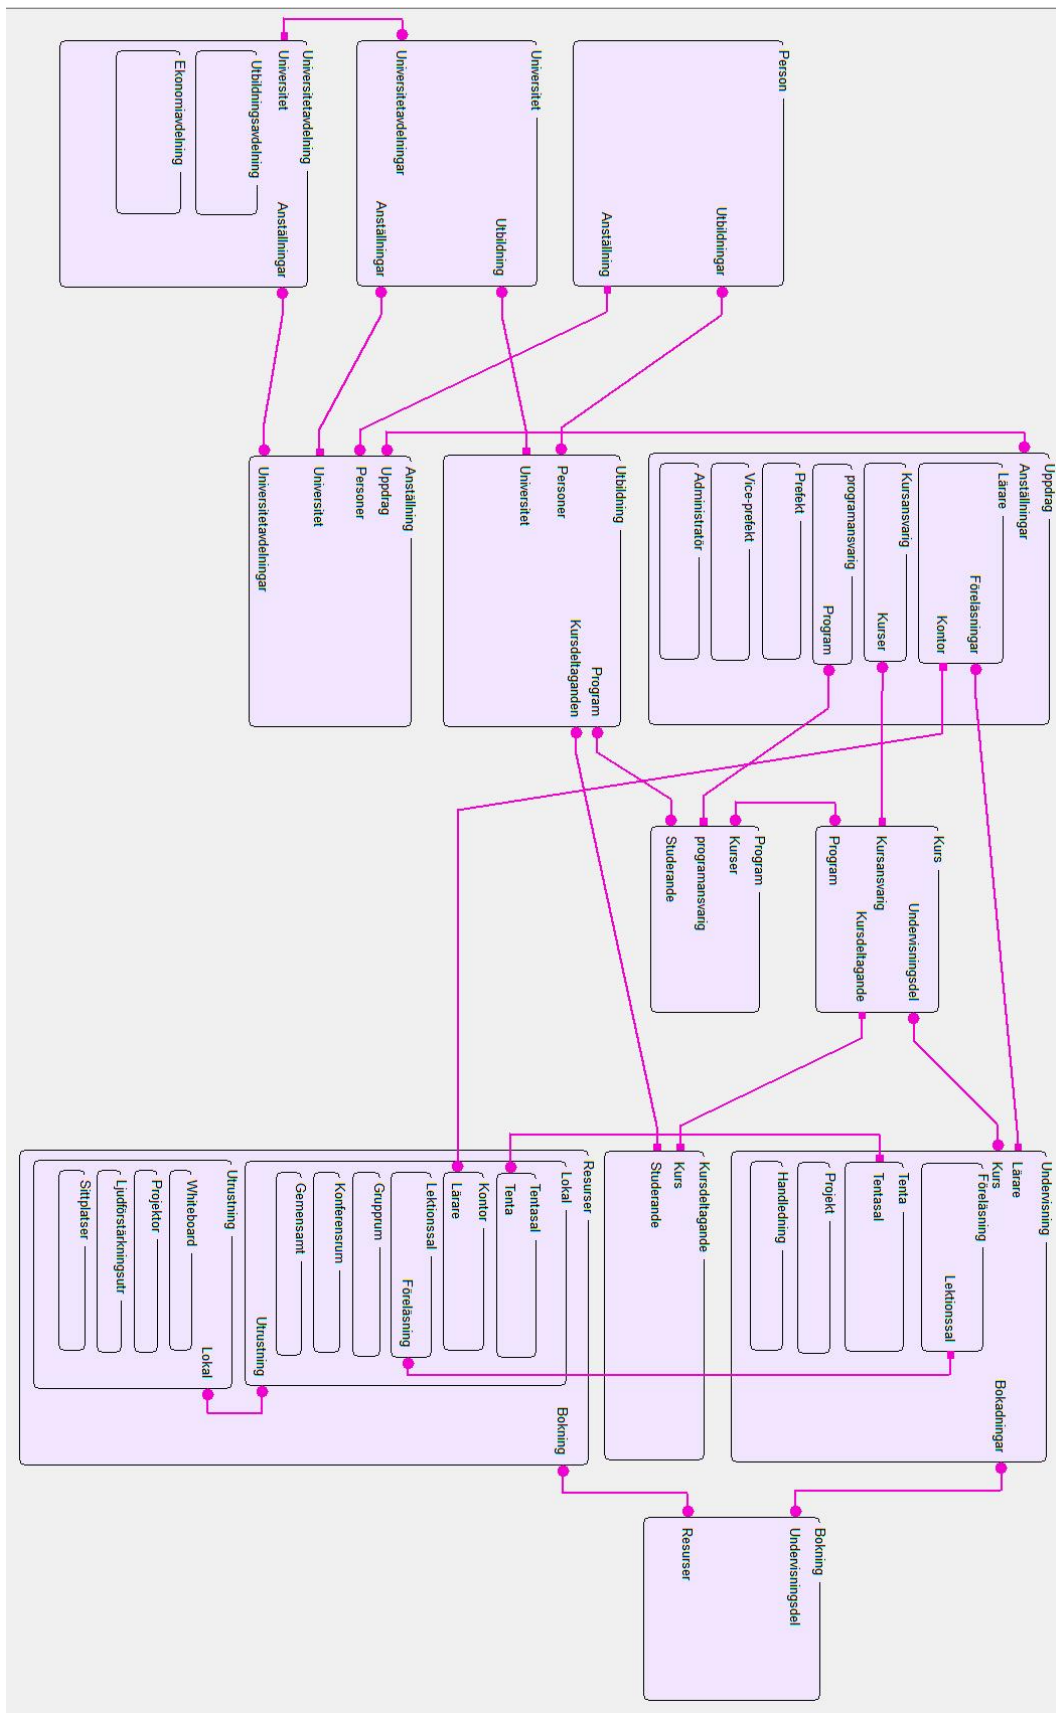 Person
Utbildningar
Anställning
Universitet
Universitetavdelningar
Utbildning
Anställningar
Universitetavdelning
Universitet
Utbildningsavdelning
Ekonomiavdelning
Anställningar
Uppdrag
Anställningar
Lärare
Föreläsningar
Kontor
Kursansvarig
Kurser
programansvarig
Program
Prefekt
Vice-prefekt
Administratör
Utbildning
Personer
Universitet
Program
Kursdeltaganden
Anställning
Uppdrag
Personer
Universitet
Universitetavdelningar
Kurs
Kursansvarig
Program
Undervisningsdel
Kursdeltagande
Program
Kurser
programansvarig
Studerande
Undervisning
Lärare
Kurs
Föreläsning
Lektionssal
Tenta
Tentasal
Projekt
Handledning
Bokadningar
Kursdeltagande
Kurs
Studerande
Resurser
Lokal
Tentasal
Tenta
Kontor
Lärare
Lektionssal
Föreläsning
Grupprum
Konferensrum
Gemensamt
Utrustning
Utrustning
Whiteboard
Projektor
Ljudförstärkningsutr
Sittplatser
Lokal
Bokning
Bokning
Undervisningsdel
Resurser